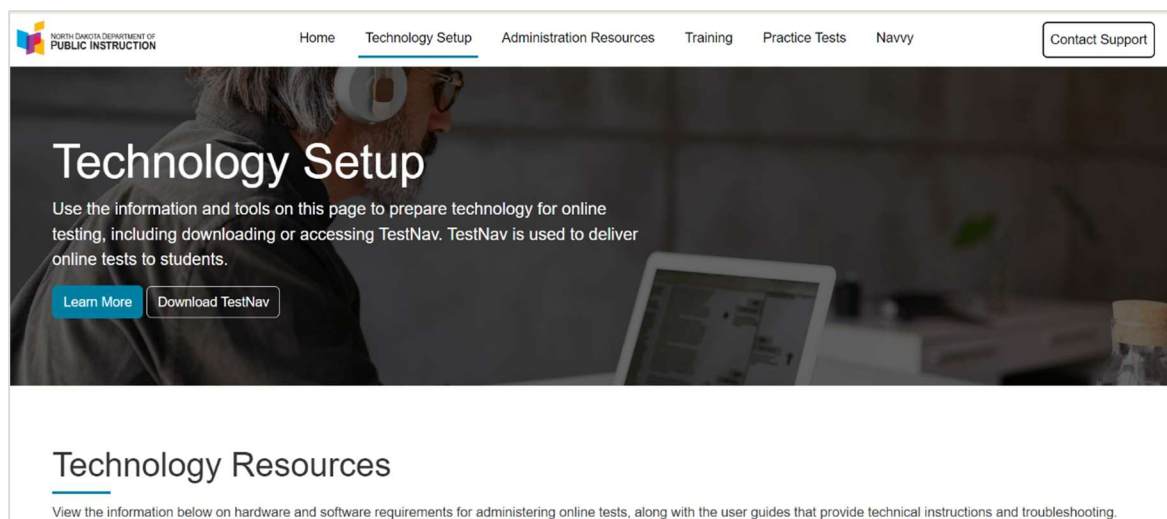 NORTH DAKOTA DEPARTMENT OF
PUBLIC INSTRUCTION
Home Technology Setup Administration Resources Training Practice Tests Navvy Contact Support
Technology Setup
Use the information and tools on this page to prepare technology for online
testing, including downloading or accessing TestNav. TestNav is used to deliver
online tests to students.
Learn More Download TestNav
Technology Resources
View the information below on hardware and software requirements for administering online tests, along with the user guides that provide technical instructions and troubleshooting.